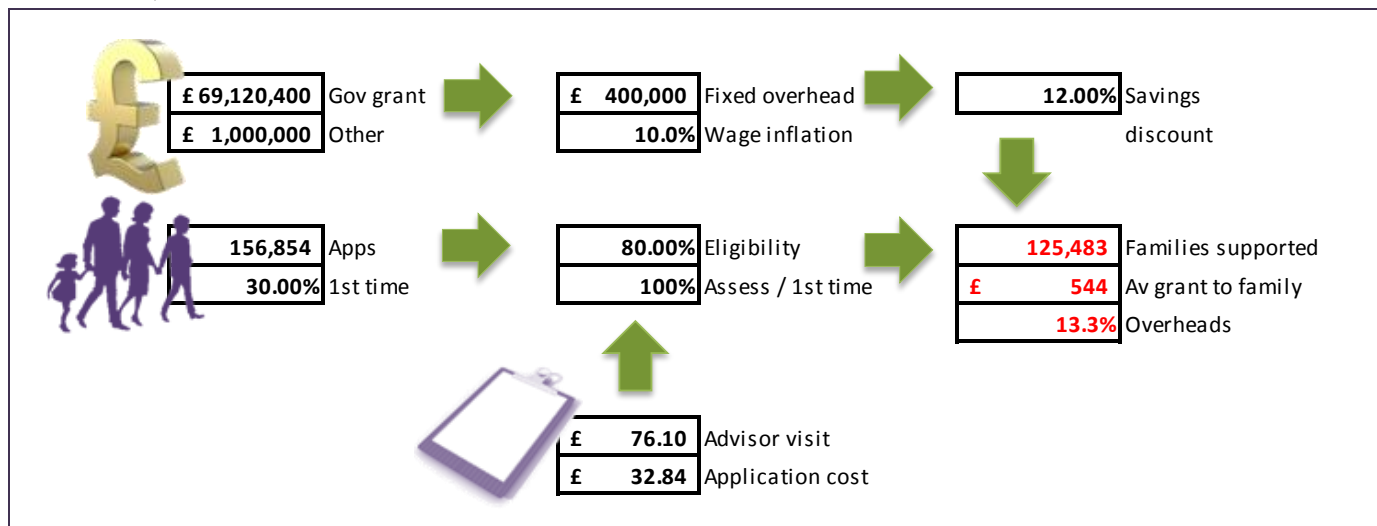 £ 69,120,400 Gov grant £ 400,000 Fixed overhead 12.00% Savings
£ 1,000,000 Other 10.0% Wage inflation discount
156,854 Apps 80.00% Eligibility 125,483 Families supported
30.00% 1st time 100% Assess / 1st time £ 544 Av grant to family
13.3% Overheads
£ 76.10 Advisor visit
£ 32.84 Application cost